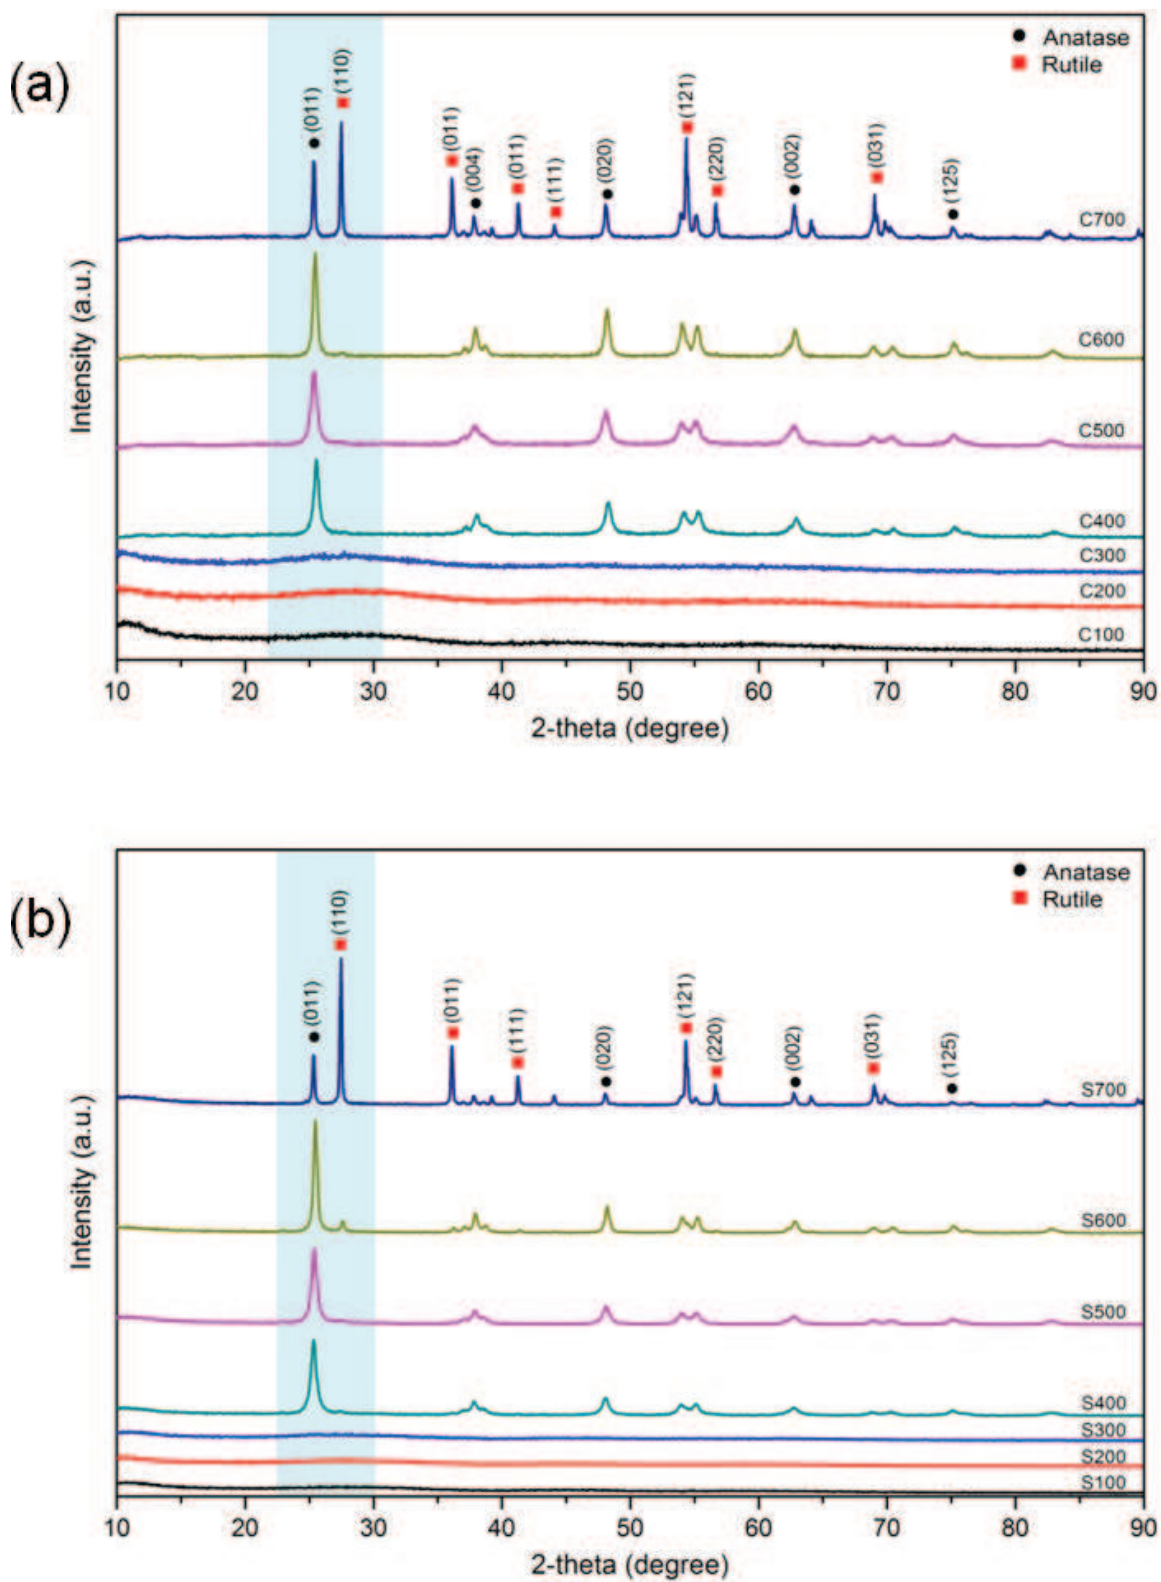 (a)
Anatase
Rutile
(011)
(110)
(011)
(004)
(011)
(111)
(020)
(121)
(220)
(002)
(031)
(125)
C700
C600
C500
C400
C300
C200
C100
Intensity (a.u.)
10 20 30 40 50 60 70 80 90
2-theta (degree)
(b)
Anatase
Rutile
(011)
(110)
(011)
(111)
(020)
(121)
(220)
(002)
(031)
(125)
S700
S600
S500
S400
S300
S200
S100
Intensity (a.u.)
10 20 30 40 50 60 70 80 90
2-theta (degree)